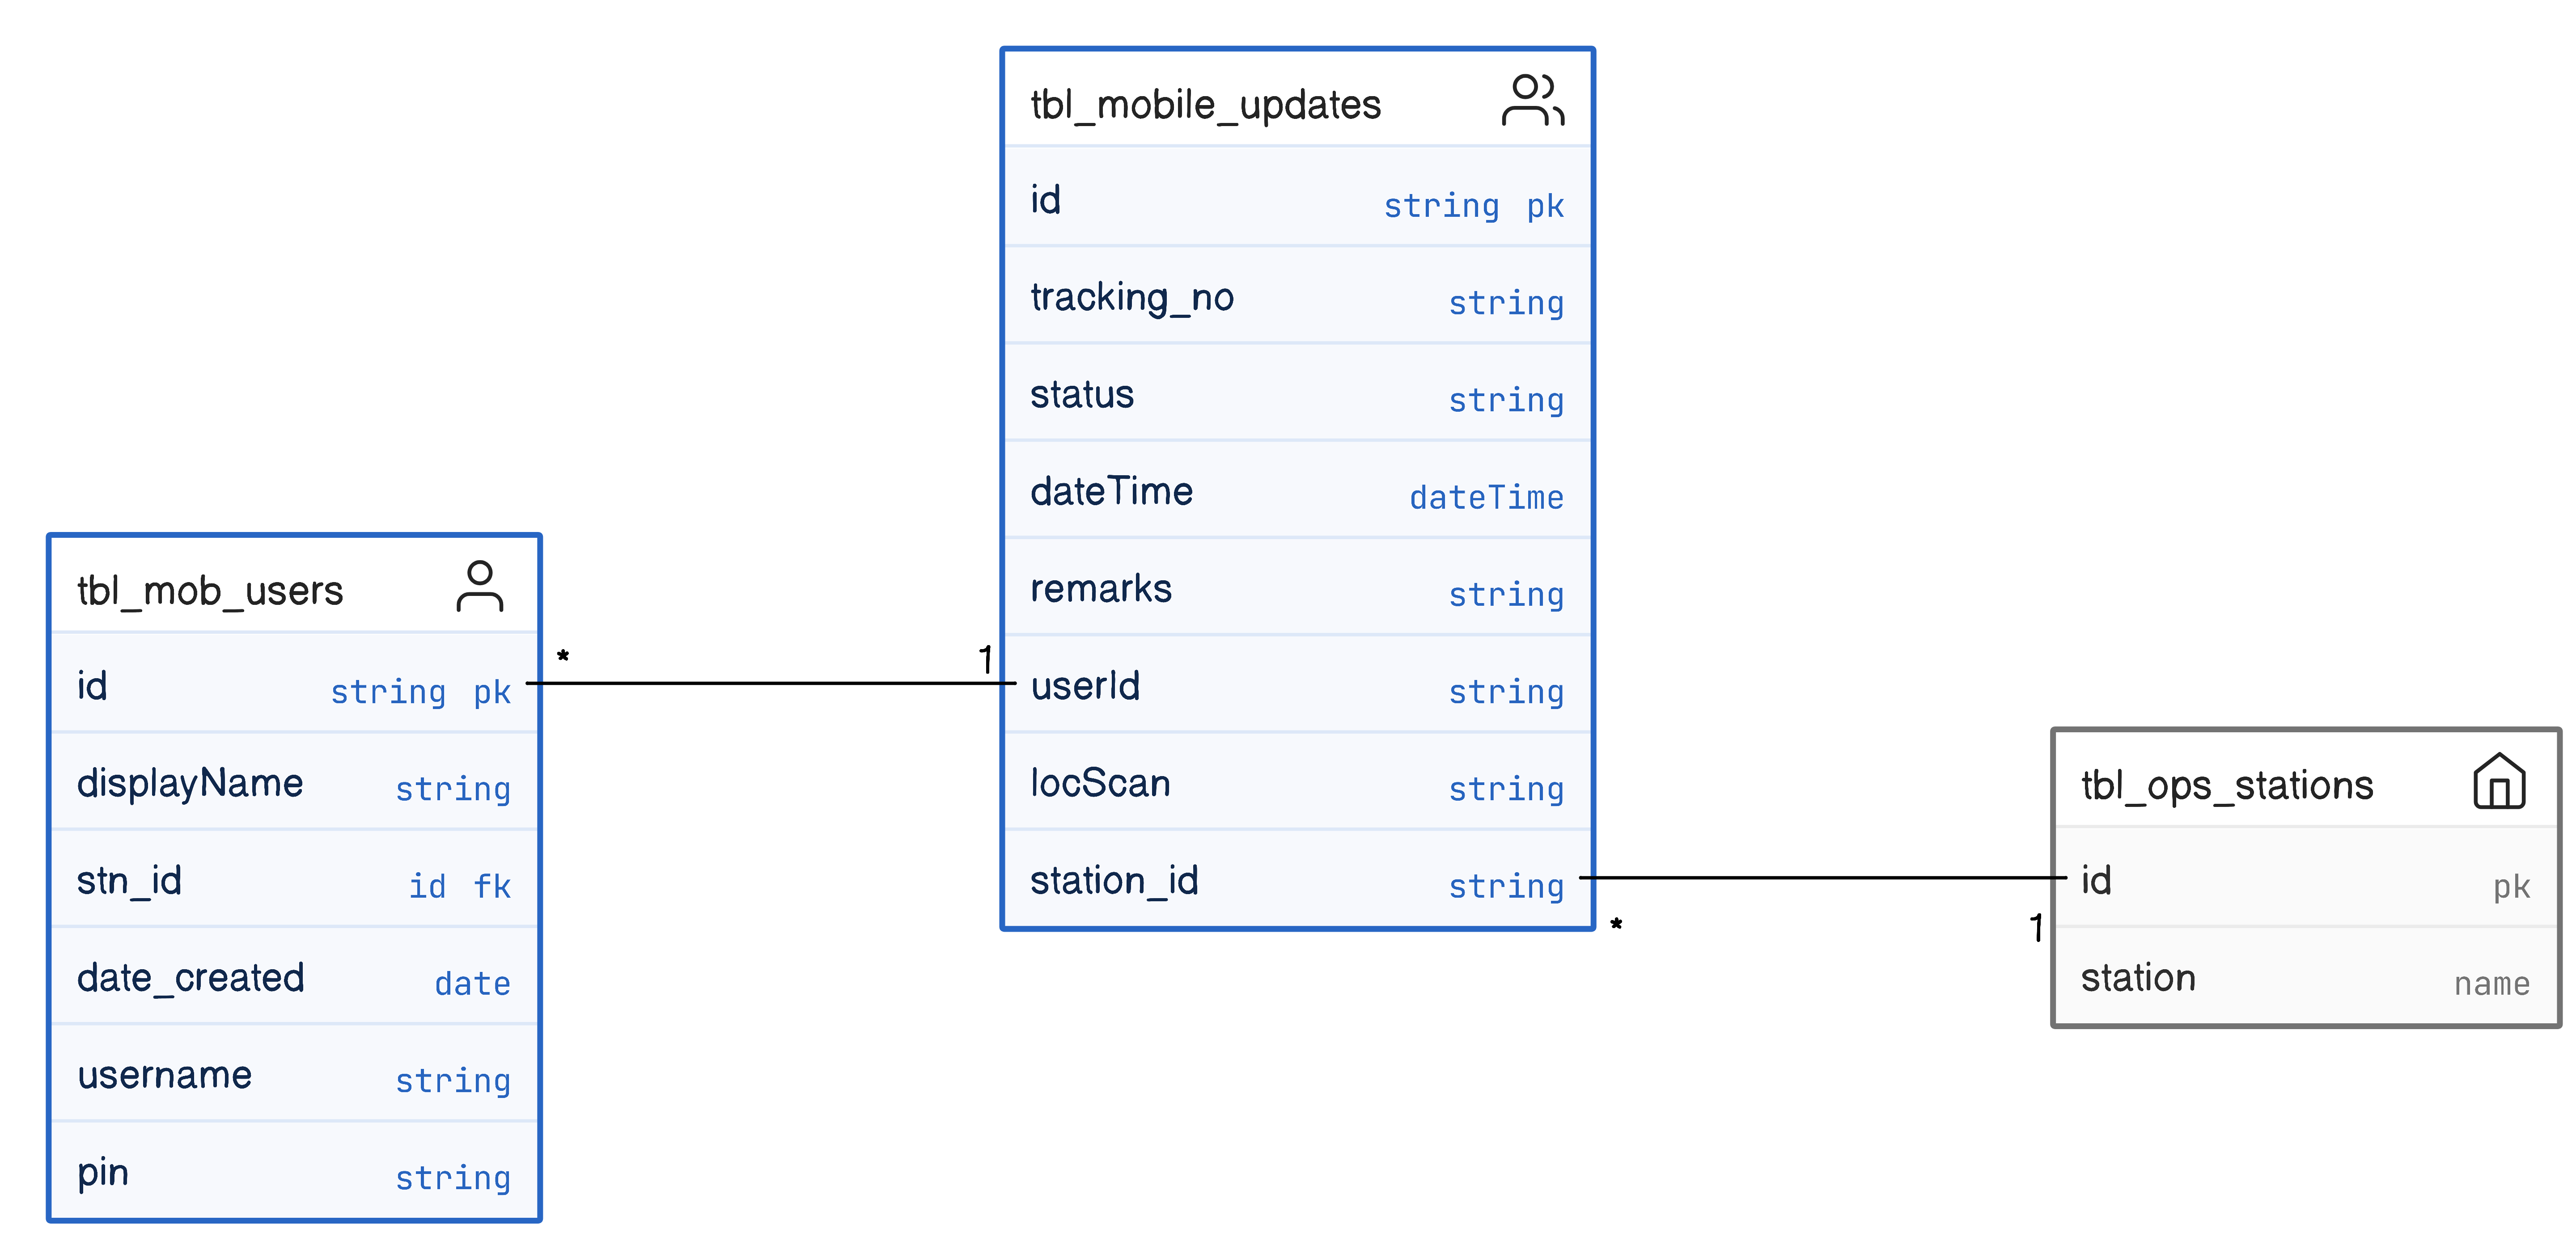 tbl_mobile_updates
id string pk
tracking_no string
status string
dateTime dateTime
remarks string
userId string
locScan string
station_id string
tbl_mob_users
id string pk
displayName string
stn_id id fk
date_created date
username string
pin string
* 1
tbl_ops_stations
id pk
station name
* 1